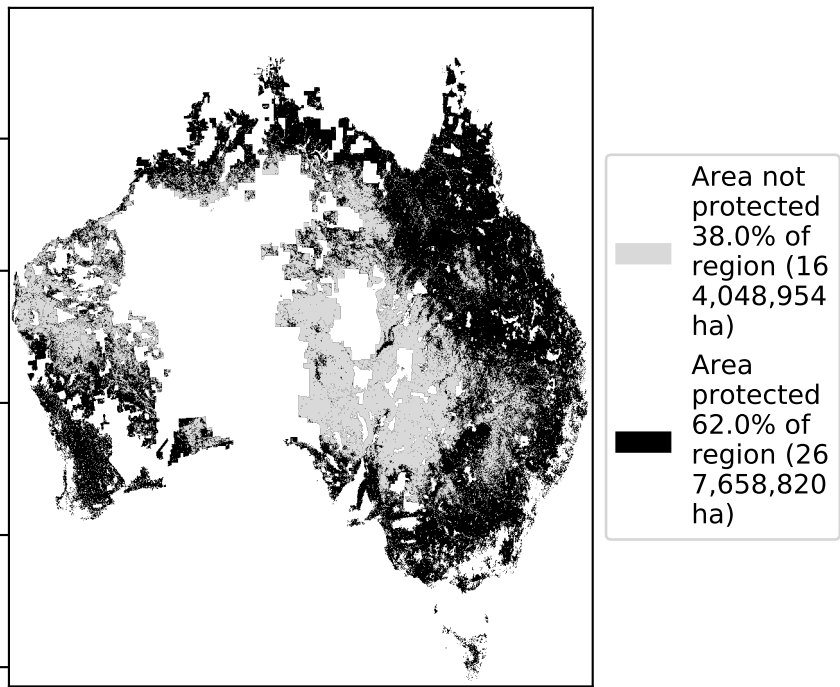 Area not
protected
38.0% of
region (16
4,048,954
ha)
Area
protected
62.0% of
region (26
7,658,820
ha)